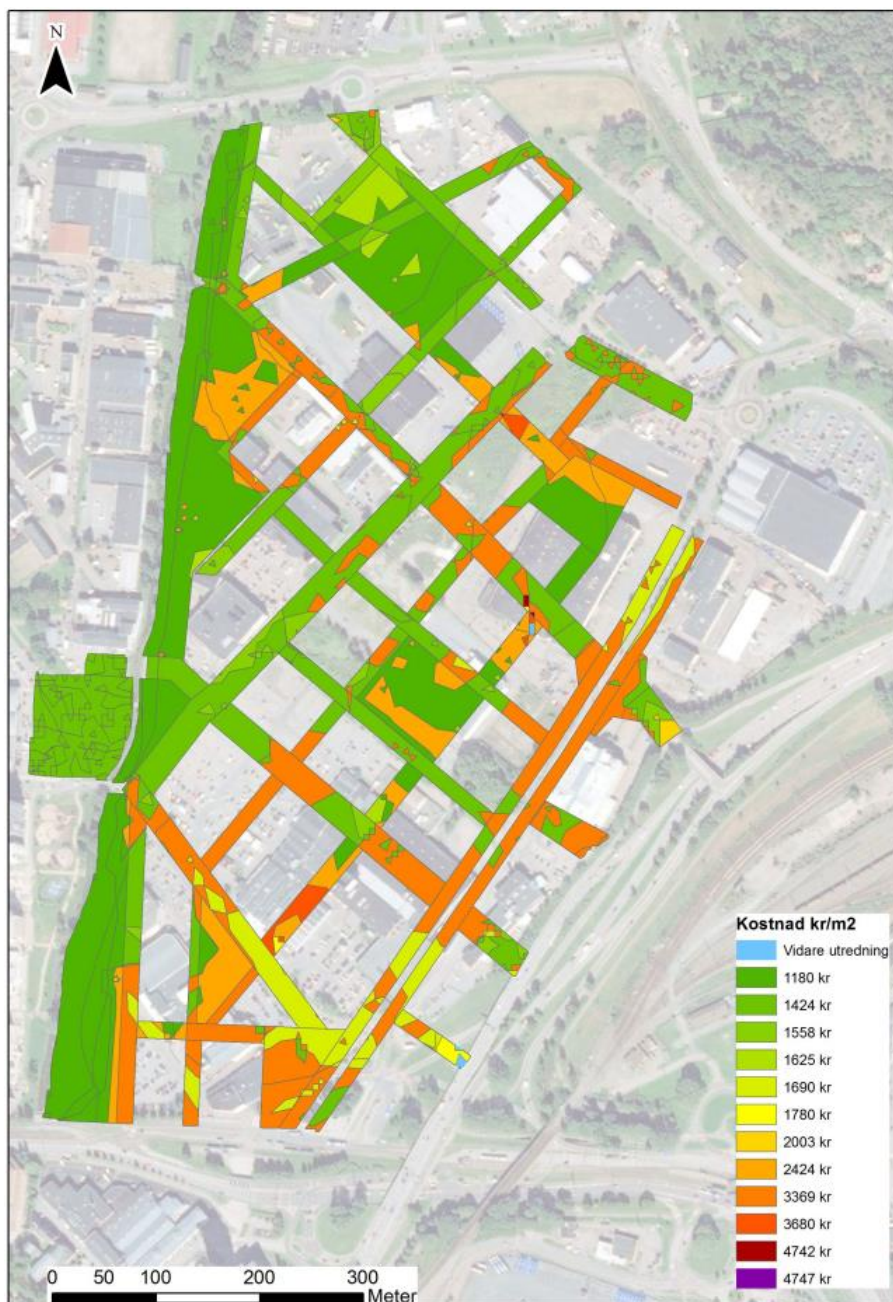 N
Kostnad kr/m2
Vidare utredning
1180 kr
1424 kr
1558 kr
1625 kr
1690 kr
1780 kr
2003 kr
2424 kr
3369 kr
3680 kr
4742 kr
4747 kr
0 50 100 200 300
Meter